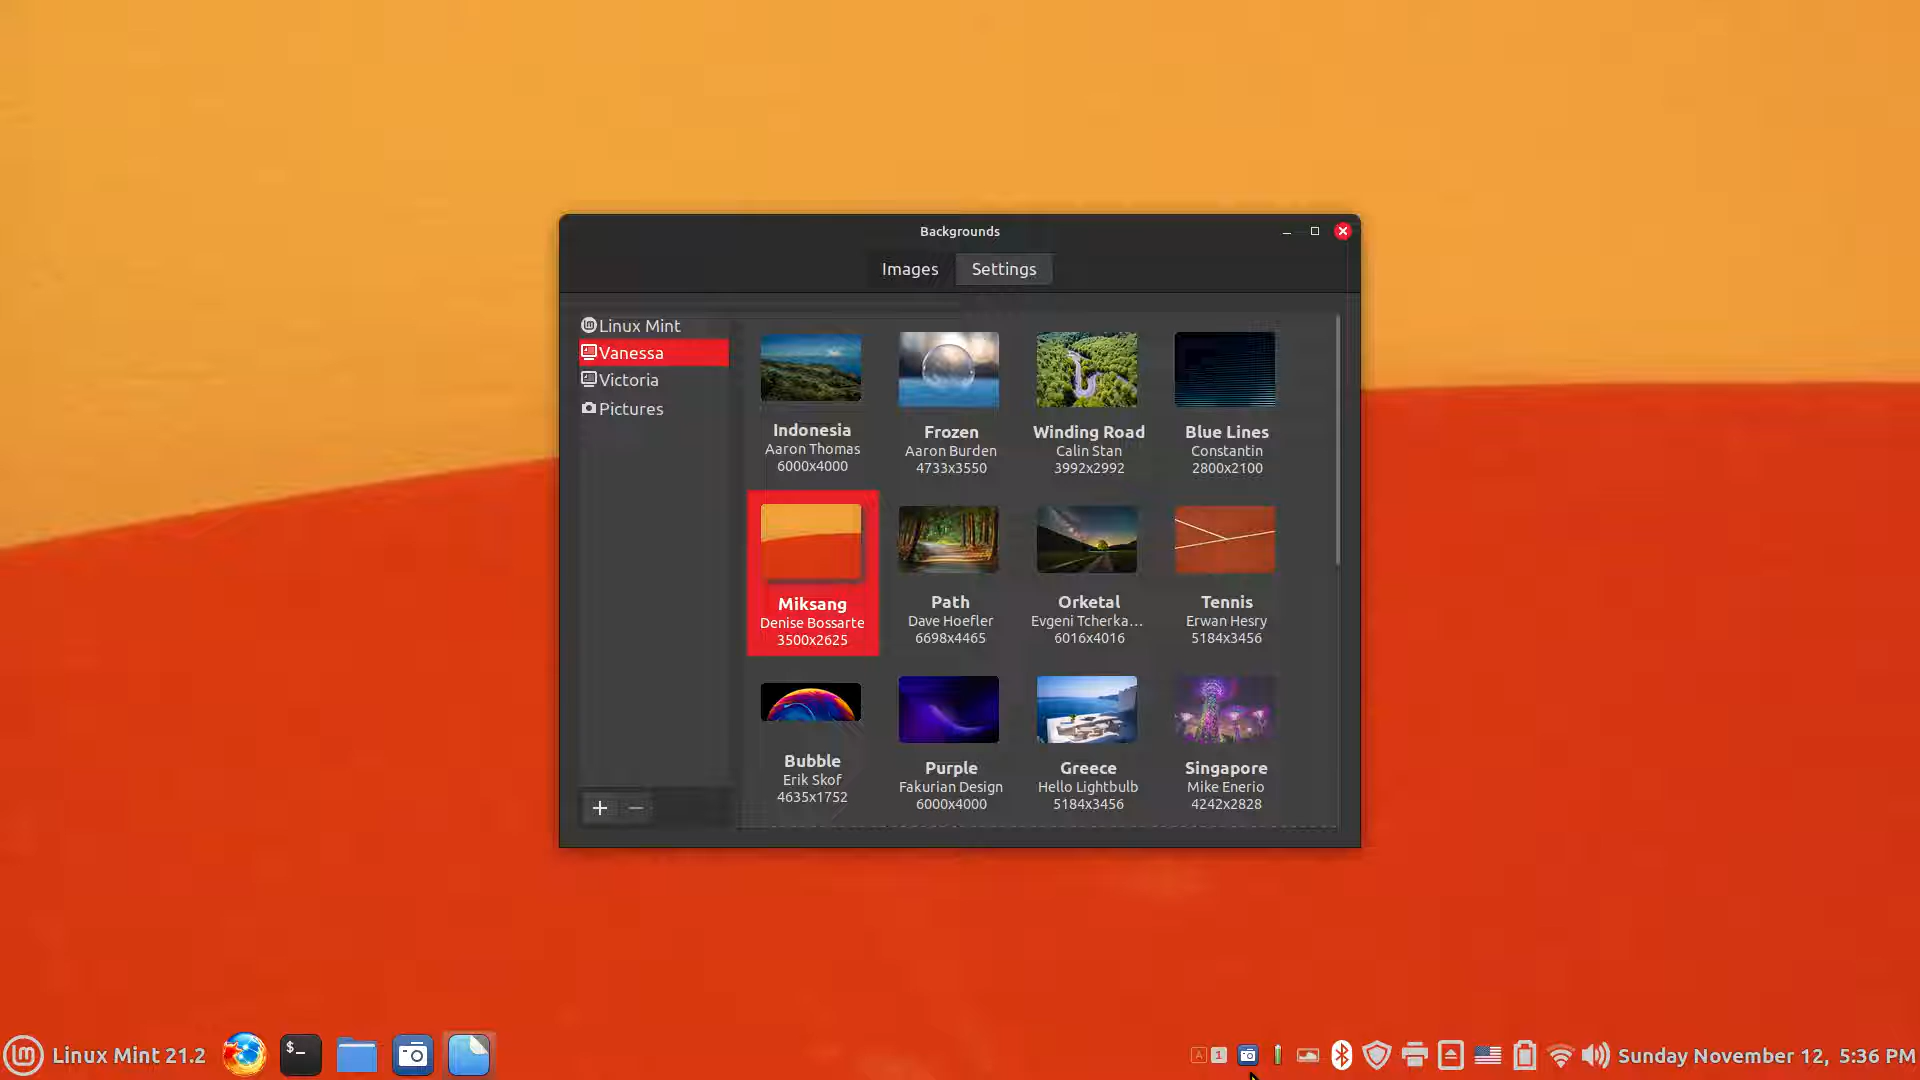 Backgrounds
Images Settings
Linux Mint
Vanessa
Victoria
Pictures
Indonesia
Aaron Thomas
6000x4000
Frozen
Aaron Burden
4733x3550
Winding Road
Calin Stan
3992x2992
Blue Lines
Constantin
2800x2100
Miksang
Denise Bossarte
3500x2625
Path
Dave Hoefler
6698x4465
Orketal
Evgeni Tcherka...
6016x4016
Tennis
Erwan Hesry
5184x3456
Bubble
Erik Skof
4635x1752
Purple
Fakurian Design
6000x4000
Greece
Hello Lightbulb
5184x3456
Singapore
Mike Enerio
4242x2828
Linux Mint 21.2 $_ A 1 Sunday November 12, 5:36 PM